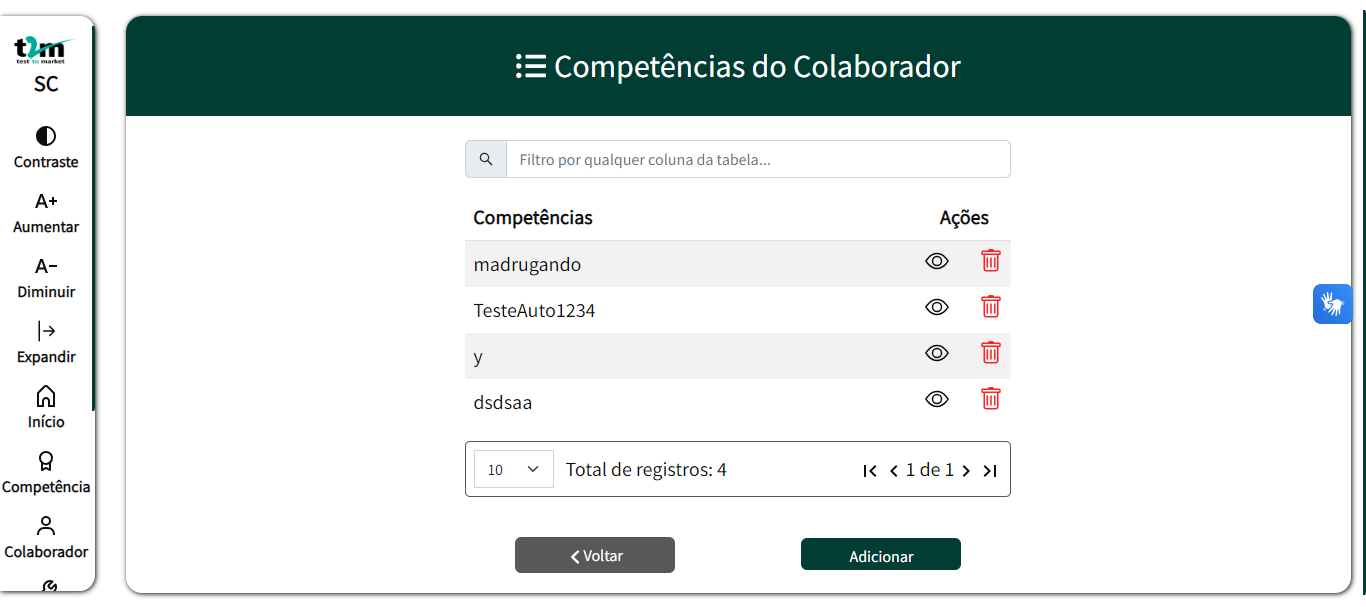 t2m
test to market
SC
Contraste
A+
Aumentar
A-
Diminuir
Expandir
Início
Competência
Colaborador
Competências do Colaborador
Filtro por qualquer coluna da tabela...
Competências Ações
madrugando
TesteAuto1234
y
dsdsaa
10 Total de registros: 4 1 de 1
Voltar Adicionar